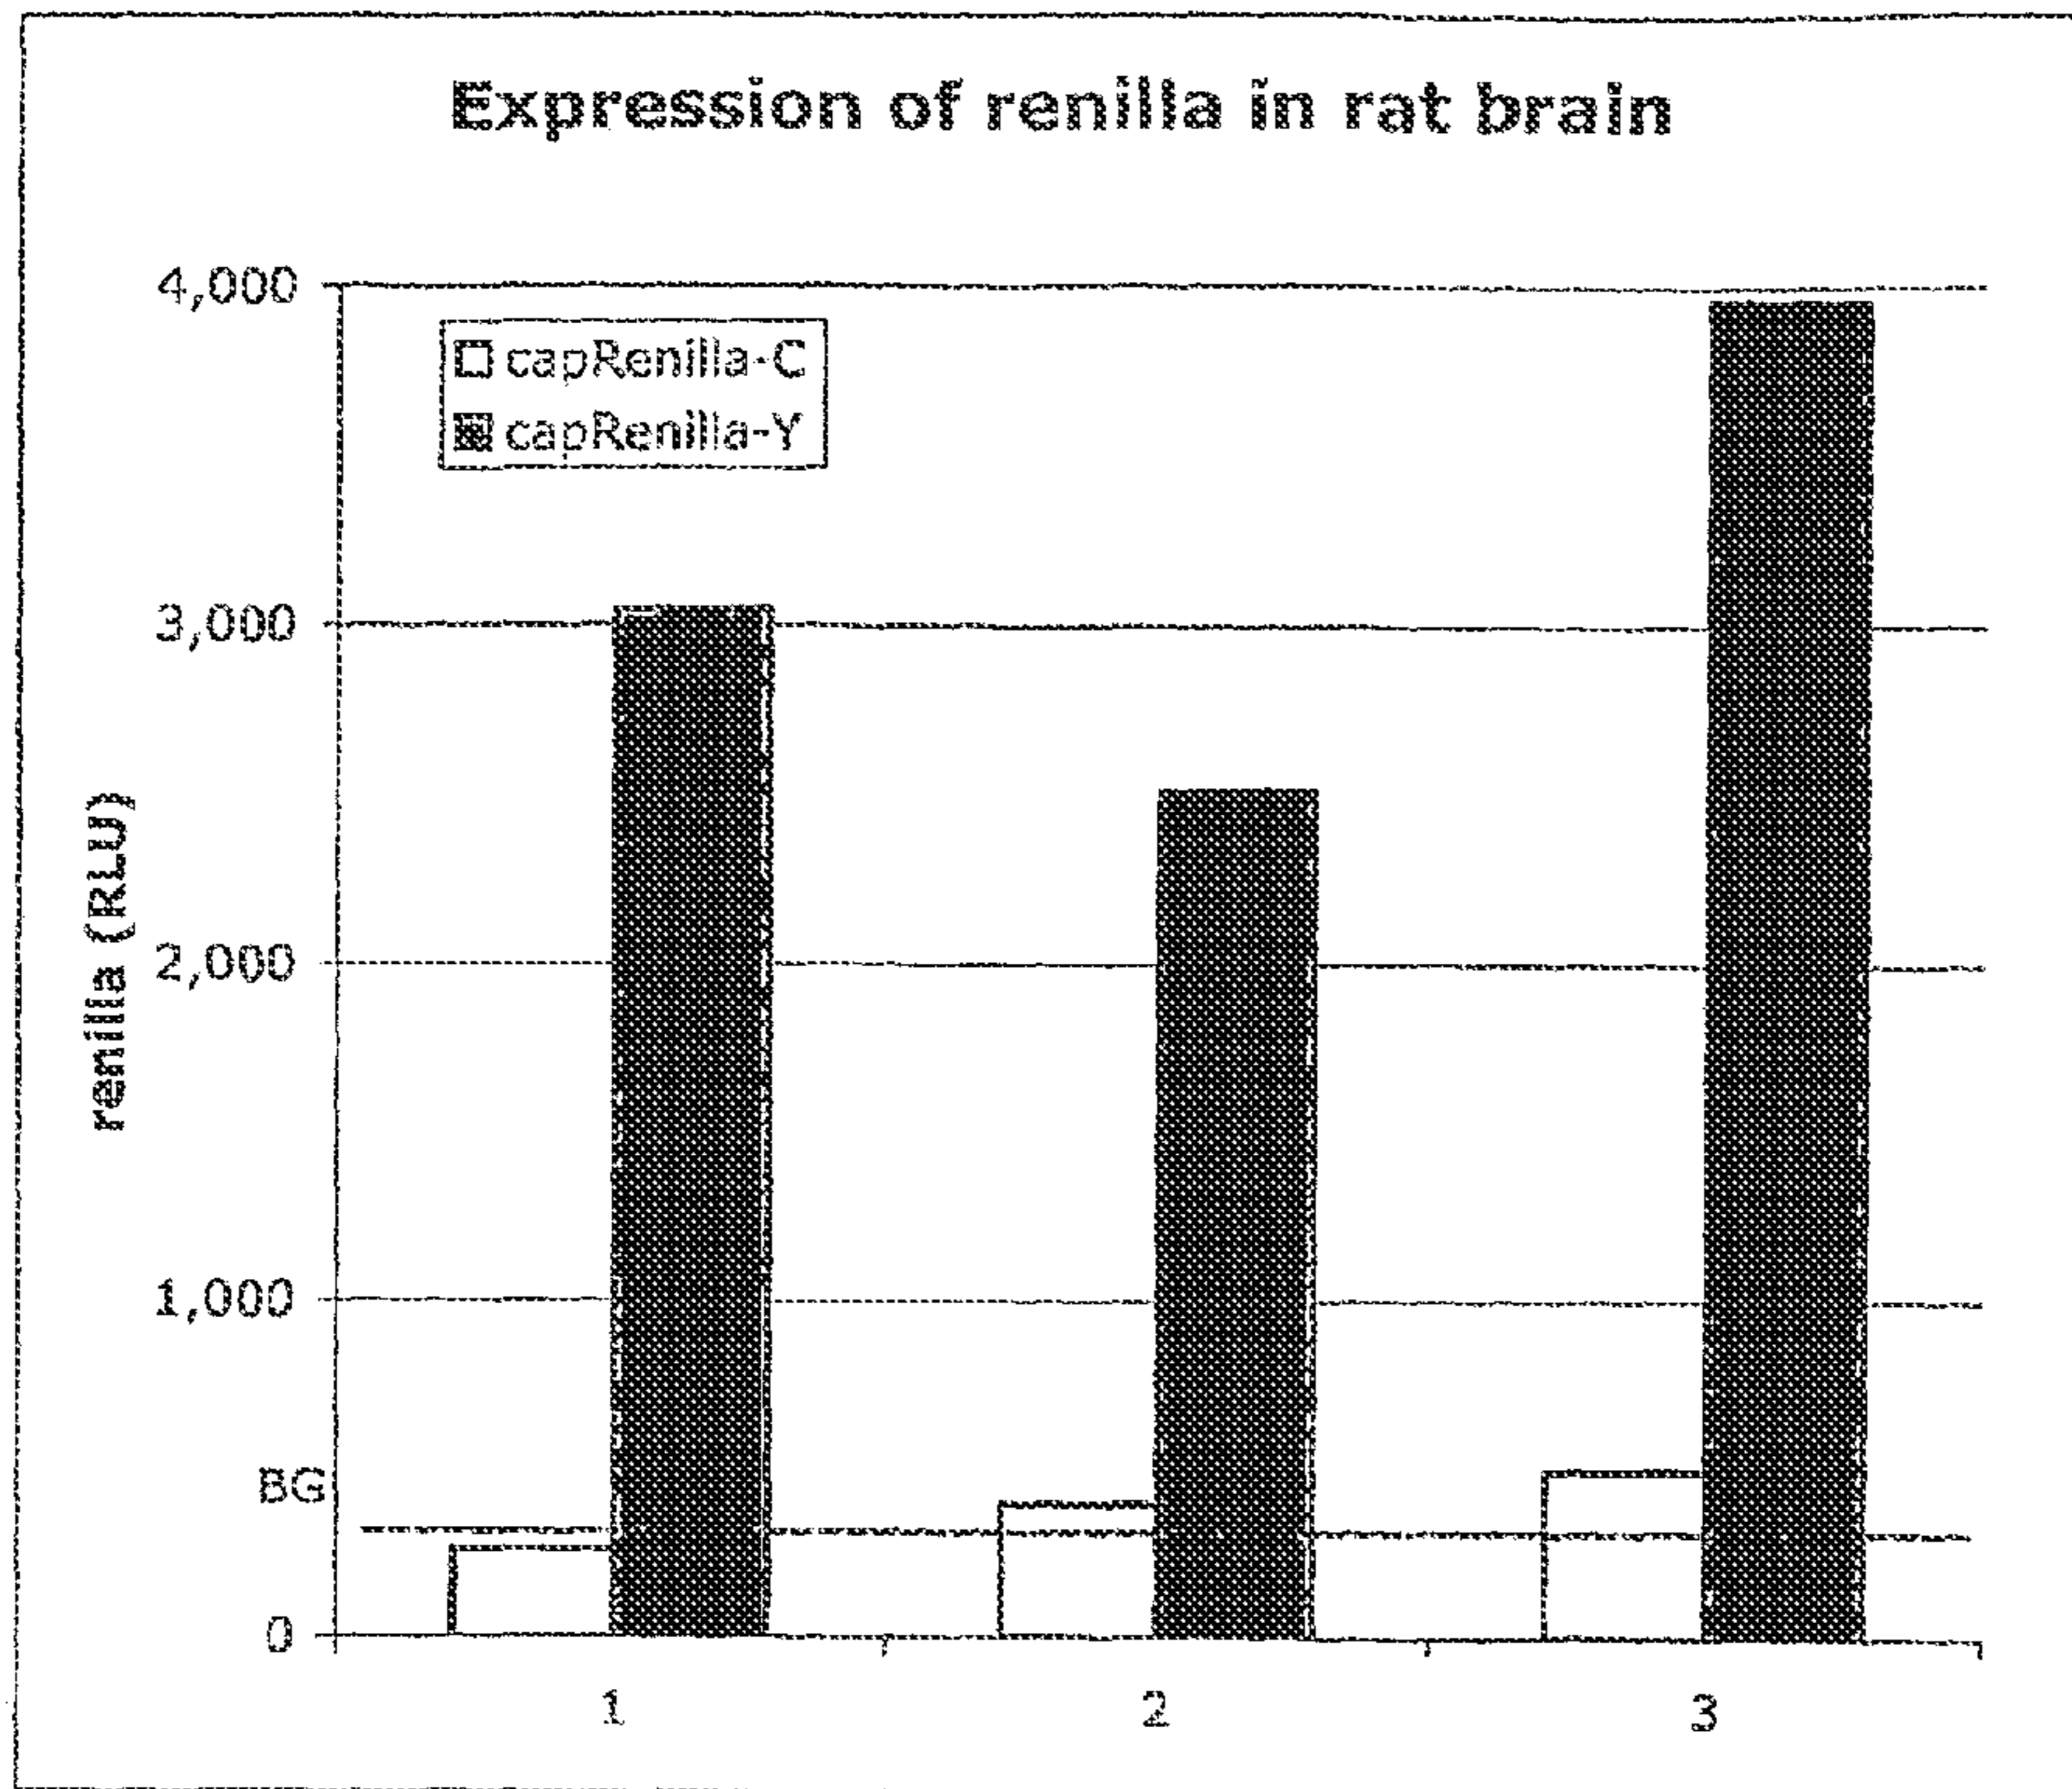 Expression of renilla in rat brain
4,000
capRenilla-C
capRenilla-Y
3,000
renilla (RLU)
2,000
1,000
BG
0
1 2 3